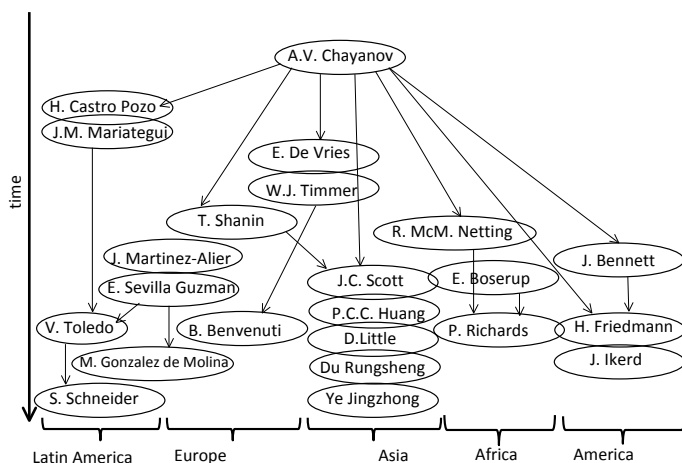 A.V. Chayanov
H. Castro Pozo
J.M. Mariategui
E. De Vries
W.J. Timmer
time
T. Shanin
R. McM. Netting
J. Martinez-Alier
J.C. Scott
E. Boserup
J. Bennett
E. Sevilla Guzman
P.C.C. Huang
V. Toledo
B. Benvenuti
D.Little
P. Richards
H. Friedmann
M. Gonzalez de Molina
Du Rungsheng
J. Ikerd
S. Schneider
Ye Jingzhong
Latin America
Europe
Asia
Africa
America